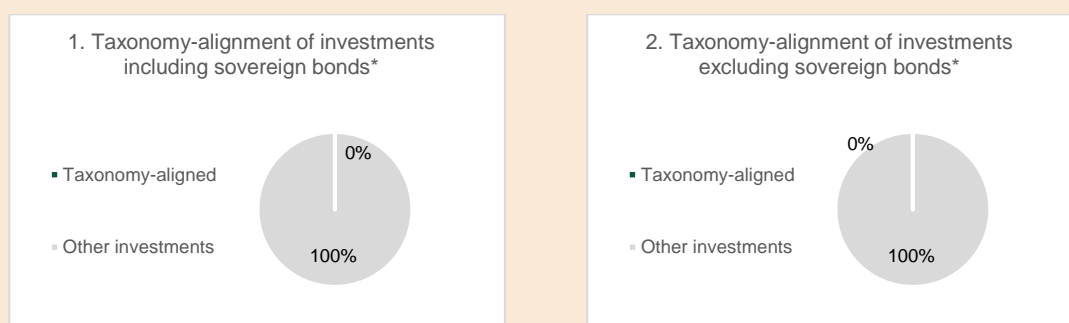 1. Taxonomy-alignment of investments
including sovereign bonds*
0%
Taxonomy-aligned
Other investments
100%
2. Taxonomy-alignment of investments
excluding sovereign bonds*
0%
Taxonomy-aligned
Other investments
100%